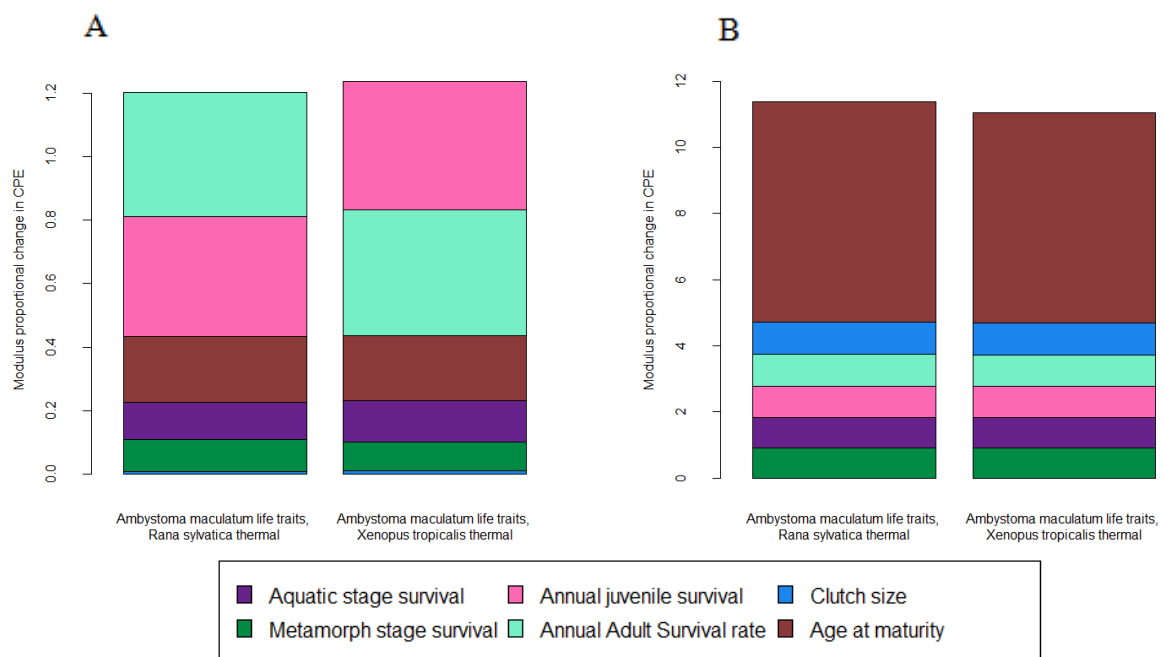 A
B
Modulus proportional change in CPE
0.0
0.2
0.4
0.6
0.8
1.0
1.2
Ambystoma maculatum life traits,
Rana sylvatica thermal
Ambystoma maculatum life traits,
Xenopus tropicalis thermal
Modulus proportional change in CPE
0
2
4
6
8
10
12
Ambystoma maculatum life traits,
Rana sylvatica thermal
Ambystoma maculatum life traits,
Xenopus tropicalis thermal
Aquatic stage survival
Annual juvenile survival
Clutch size
Metamorph stage survival
Annual Adult Survival rate
Age at maturity